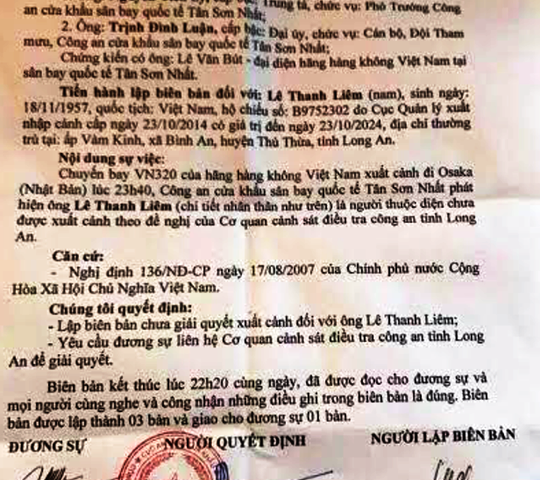 Trung tá, chức vụ: Phó Trưởng Công
an cửa khẩu sân bay quốc tế Tân Sơn Nhất;
2. Ông: Trịnh Đình Luận, cấp bậc: Đại úy, chức vụ: Cán bộ, Đội Tham
mưu, Công an cửa khẩu sân bay quốc tế Tân Sơn Nhất;
Chứng kiến có ông: Lê Văn Bút - đại diện hãng hàng không Việt Nam tại
sân bay quốc tế Tân Sơn Nhất.
Tiến hành lập biên bản đối với: Lê Thanh Liêm (nam), sinh ngày:
18/11/1957, quốc tịch: Việt Nam, hộ chiếu số: B9752302 do Cục Quản lý xuất
nhập cảnh cấp ngày 23/10/2014 có giá trị đến ngày 23/10/2024, địa chỉ thường
trú tại: ấp Vàm Kinh, xã Bình An, huyện Thủ Thừa, tỉnh Long An.
Nội dung sự việc:
Chuyến bay VN320 của hãng hàng không Việt Nam xuất cảnh đi Osaka
(Nhật Bản) lúc 23h40, Công an cửa khẩu sân bay quốc tế Tân Sơn Nhất phát
hiện ông Lê Thanh Liêm (chi tiết nhân thân như trên) là người thuộc diện chưa
được xuất cảnh theo đề nghị của Cơ quan cảnh sát điều tra công an tỉnh Long
An.
Căn cứ:
- Nghị định 136/NĐ-CP ngày 17/08/2007 của Chính phủ nước Cộng
Hòa Xã Hội Chủ Nghĩa Việt Nam.
Chúng tôi quyết định:
- Lập biên bản chưa giải quyết xuất cảnh đối với ông Lê Thanh Liêm;
- Yêu cầu đương sự liên hệ Cơ quan cảnh sát điều tra công an tỉnh Long
An để giải quyết.
Biên bản kết thúc lúc 22h20 cùng ngày, đã được đọc cho đương sự và
mọi người cùng nghe và công nhận những điều ghi trong biên bản là đúng. Biên
bản được lập thành 03 bản và giao cho đương sự 01 bản.
ĐƯƠNG SỰ NGƯỜI QUYẾT ĐỊNH NGƯỜI LẬP BIÊN BẢN